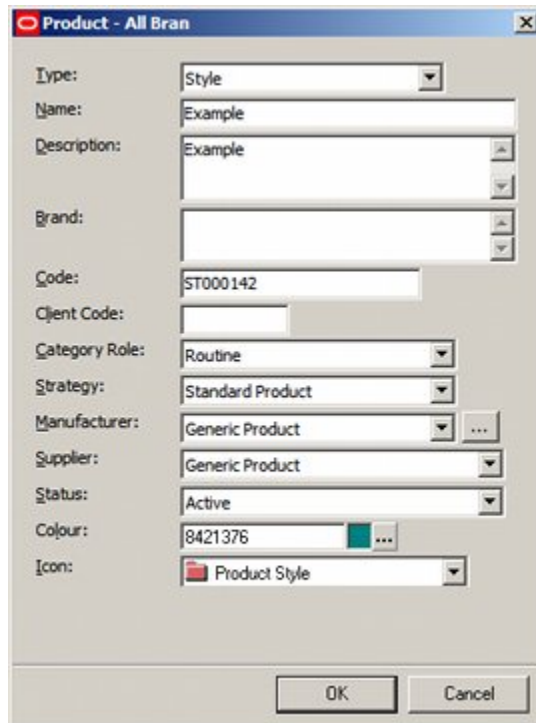 Product - All Bran
Type: Style
Name: Example
Description: Example
Brand:
Code: ST000142
Client Code:
Category Role: Routine
Strategy: Standard Product
Manufacturer: Generic Product ...
Supplier: Generic Product
Status: Active
Colour: 8421376 ...
Icon: Product Style
OK Cancel